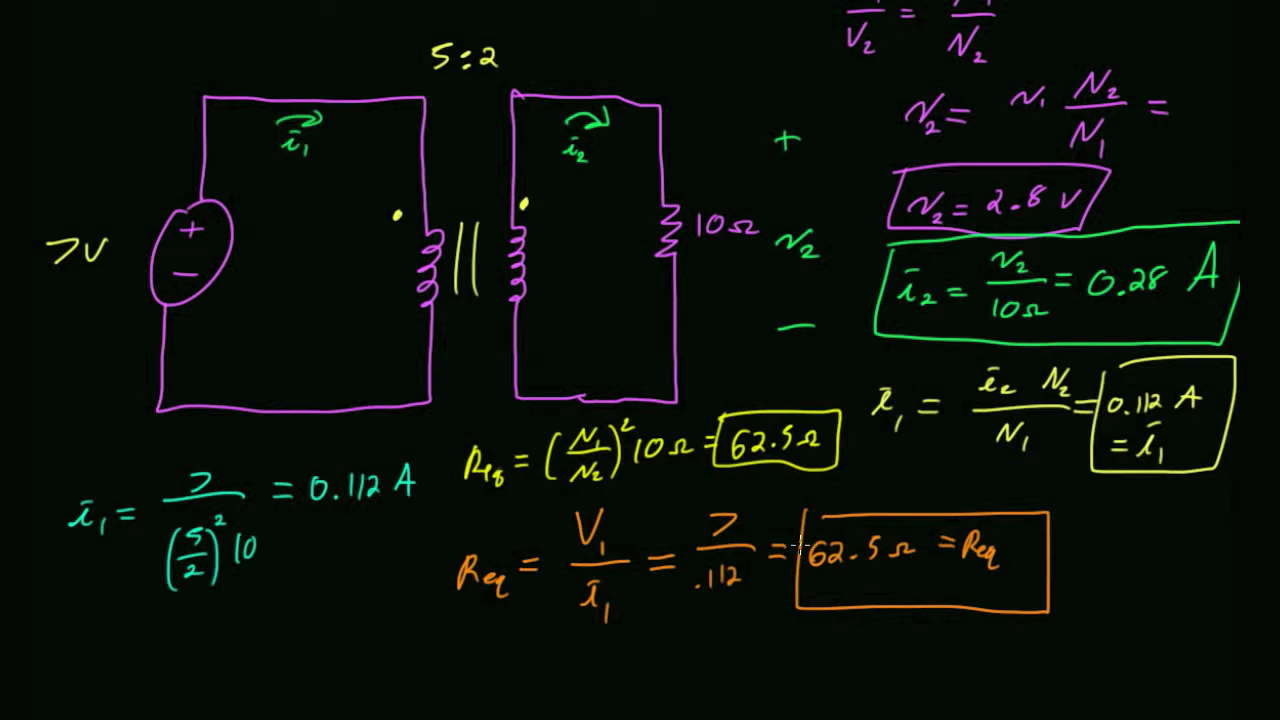 5:2
i₁
i₂
+
−
7V
10Ω
+
v₂
−
/V₂ = /N₂
v₂ = v₁ N₂/N₁ =
v₂ = 2.8 V
i₂ = v₂/10Ω = 0.28 A
i₁ = i₂ N₂/N₁ = 0.112 A
= i₁
Req = (N₁/N₂)² 10Ω = 62.5Ω
i₁ = 7/(5/2)² 10 = 0.112 A
Req = V₁/i₁ = 7/.112 = 62.5Ω = Req